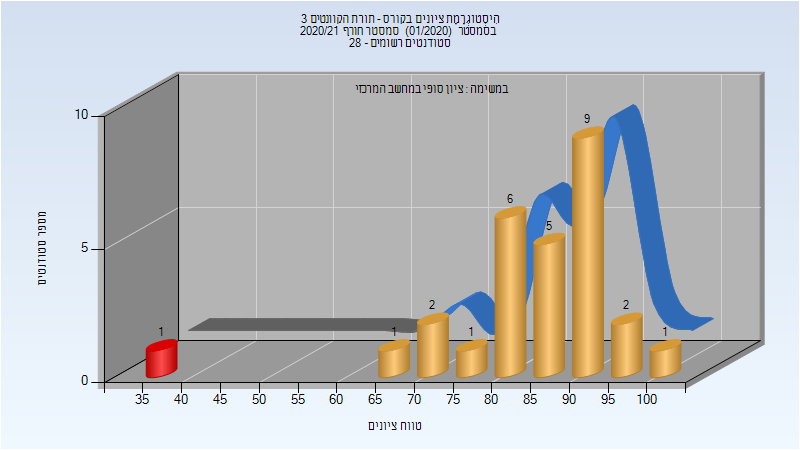 היסטוגרמת ציונים בקורס - תורת הקוונטים 3
בסמסטר (01/2020) סמסטר חורף 2020/21
סטודנטים רשומים - 28
במשימה : ציון סופי במחשב המרכזי
מספר סטודנטים
10
5
0
1
1
2
1
6
5
9
2
1
35 40 45 50 55 60 65 70 75 80 85 90 95 100
טווח ציונים